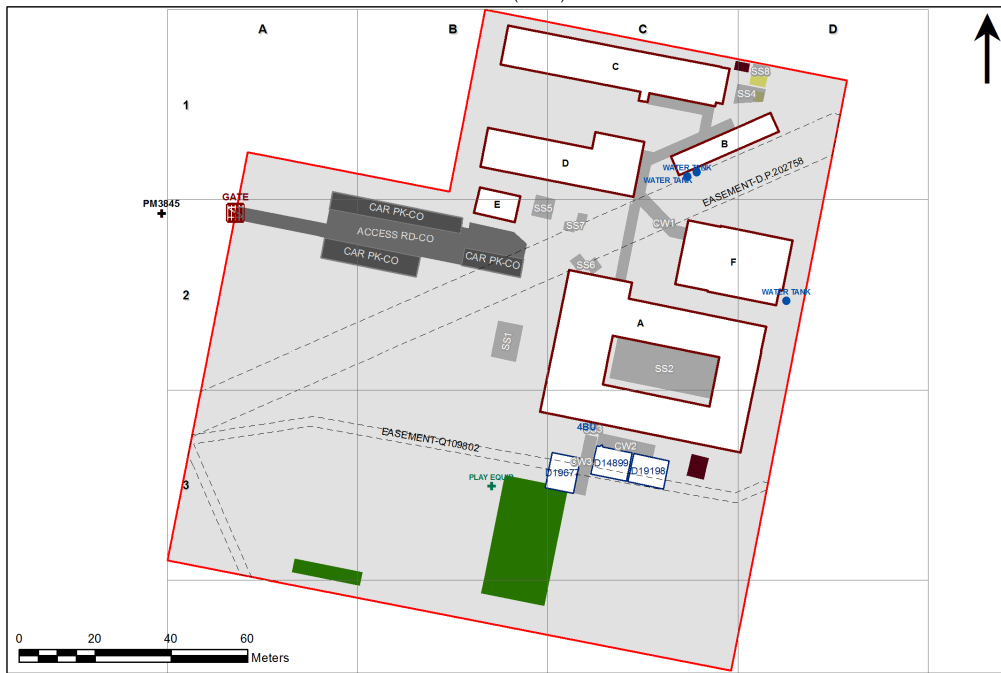 A
B
C
D
C
SS8
SS4
1
B
D
WATER TANK
WATER TANK
EASEMENT-D.P.202758
GATE
PM3845
E
CAR PK-CO
SS5
SS7
CW1
ACCESS RD-CO
CAR PK-CO
CAR PK-CO
SS6
F
2
WATER TANK
A
SS1
SS2
4BU
EASEMENT-Q109802
CW2
CW3
D14899
D19677
D19198
PLAY EQUIP
3
0
20
40
60
Meters